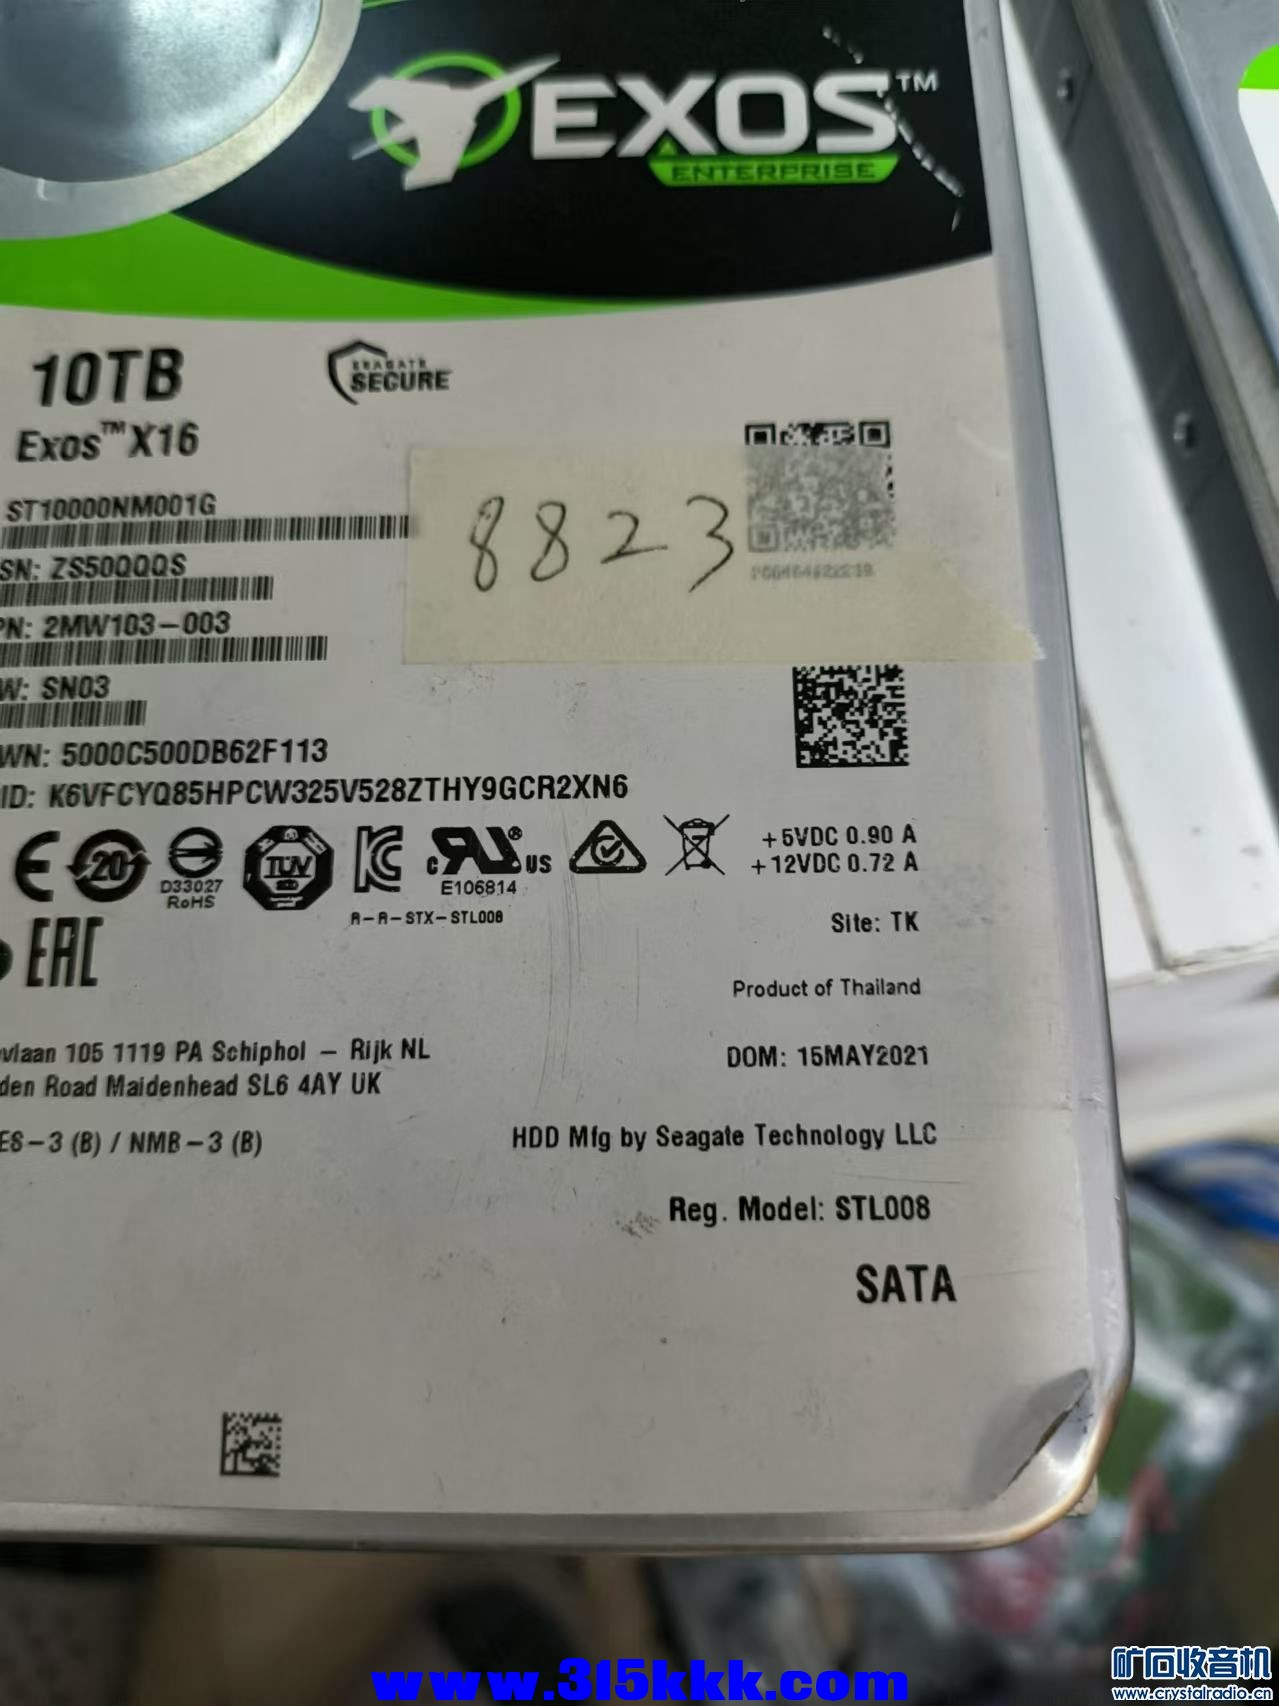 EXOS™
ENTERPRISE
10TB
SEAGATE
SECURE
Exos™ X16
ST10000NM001G
8823
SN: ZS50QQQS
PN: 2MW103-003
W: SN03
WN: 5000C500DB62F113
ID: K6VFCYQ85HPCW325V528ZTHY9GCR2XN6
20
D33027
RoHS
TÜV
c RU ® US
E106814
R-R-STX-STL008
+5VDC 0.90 A
+12VDC 0.72 A
EAC
Site: TK
Product of Thailand
vlaan 105 1119 PA Schiphol – Rijk NL
den Road Maidenhead SL6 4AY UK
DOM: 15MAY2021
ES-3 (B) / NMB-3 (B)
HDD Mfg by Seagate Technology LLC
Reg. Model: STL008
SATA
www.315kkk.com
矿石收音机
www.crystalradio.cn